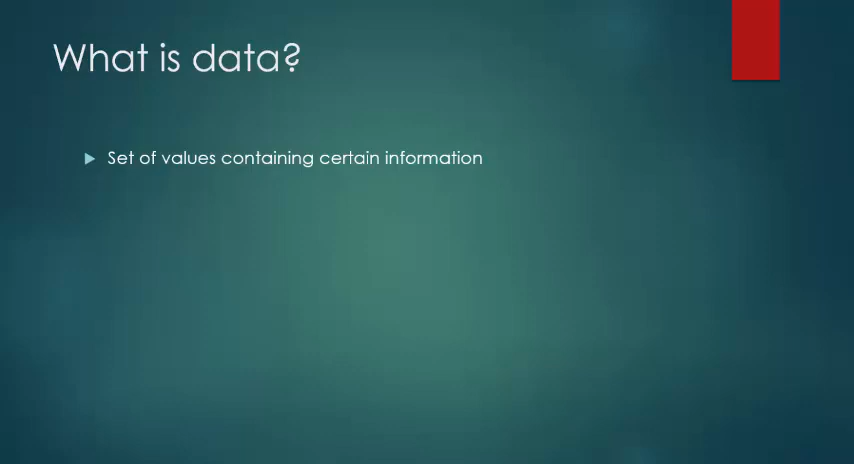 What is data?
Set of values containing certain information